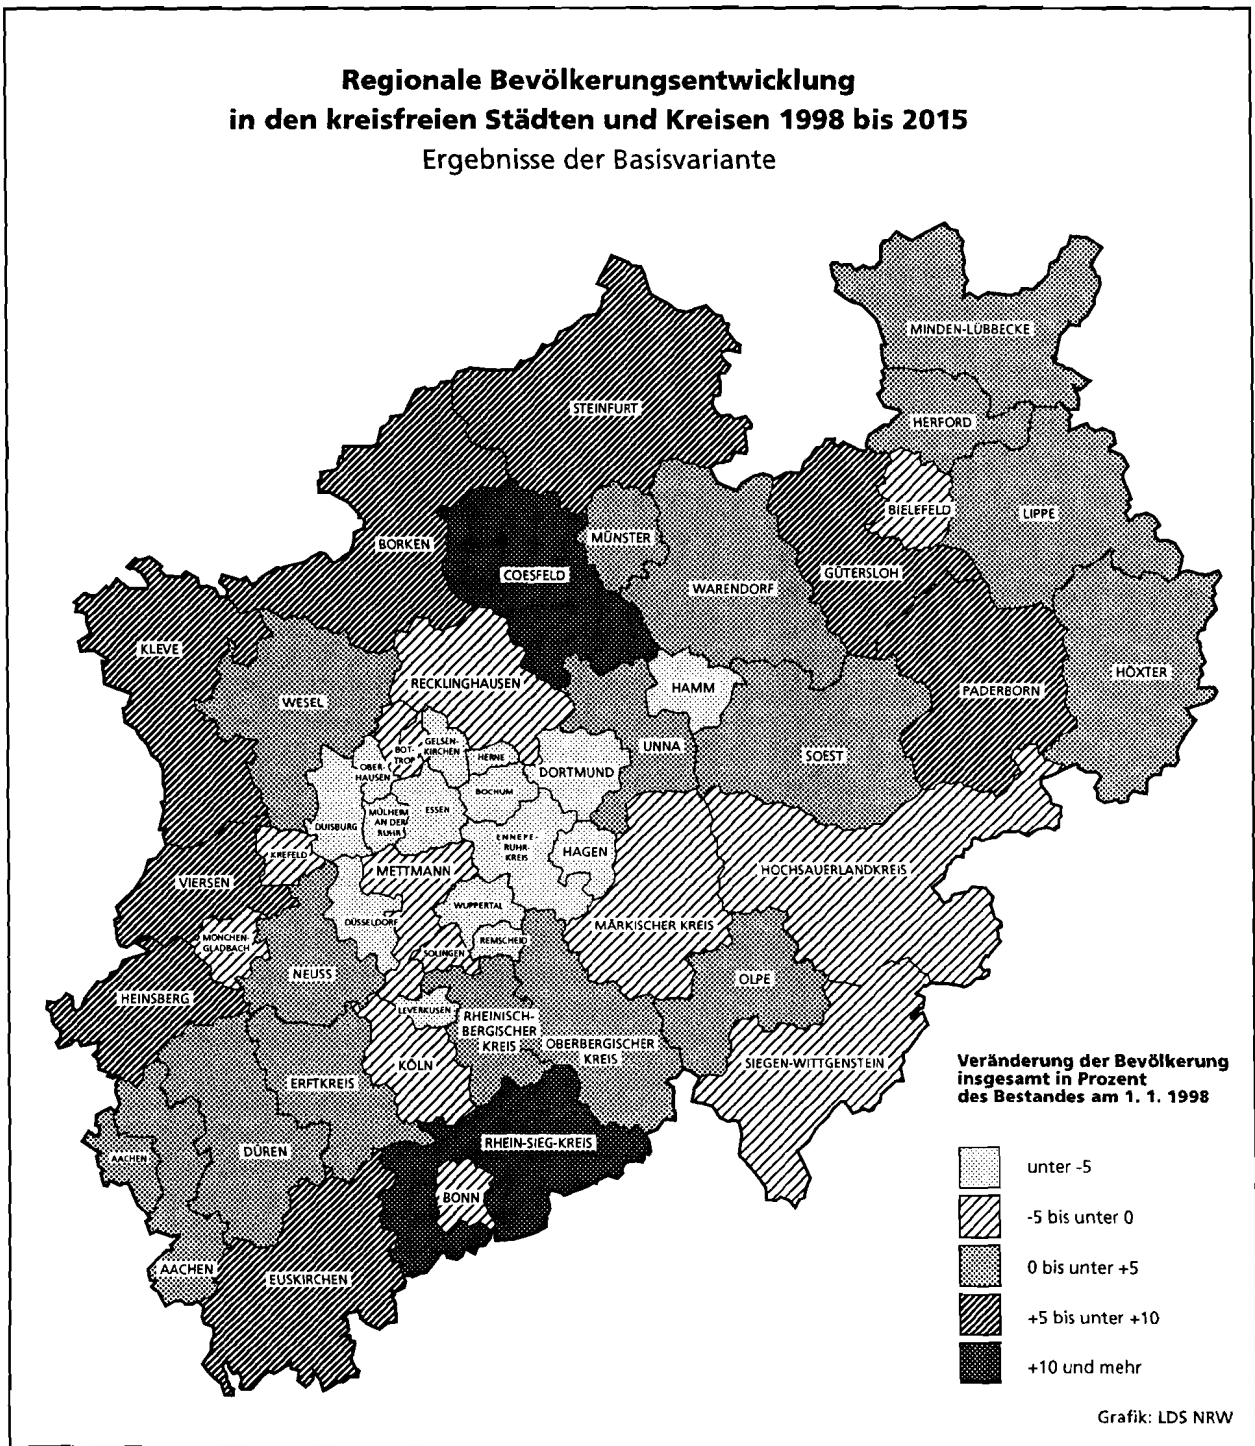 Regionale Bevölkerungsentwicklung
in den kreisfreien Städten und Kreisen 1998 bis 2015
Ergebnisse der Basisvariante
MINDEN-LÜBBECKE
STEINFURT
HERFORD
BIELEFELD
LIPPE
BORKEN
MÜNSTER
COESFELD
GÜTERSLOH
WARENDORF
KLEVE
HÖXTER
RECKLINGHAUSEN
HAMM
PADERBORN
WESEL
UNNA
SOEST
BOT-
TROP
GELSEN-
KIRCHEN
HERNE
OBER-
HAUSEN
DORTMUND
BOCHUM
ESSEN
MÜLHEIM
AN DER
RUHR
DUISBURG
ENNEPE-
RUHR-
KREIS
HAGEN
KREFELD
METTMANN
HOCHSAUERLANDKREIS
VIERSEN
WUPPERTAL
DÜSSELDORF
MÄRKISCHER KREIS
MÖNCHEN-
GLADBACH
REMSCHEID
SOLINGEN
NEUSS
OLPE
HEINSBERG
LEVERKUSEN
RHEINISCH-
BERGISCHER
KREIS
OBERBERGISCHER
KREIS
KÖLN
SIEGEN-WITTGENSTEIN
ERFTKREIS
RHEIN-SIEG-KREIS
DÜREN
AACHEN
BONN
AACHEN
EUSKIRCHEN
Veränderung der Bevölkerung
insgesamt in Prozent
des Bestandes am 1. 1. 1998
unter -5
-5 bis unter 0
0 bis unter +5
+5 bis unter +10
+10 und mehr
Grafik: LDS NRW